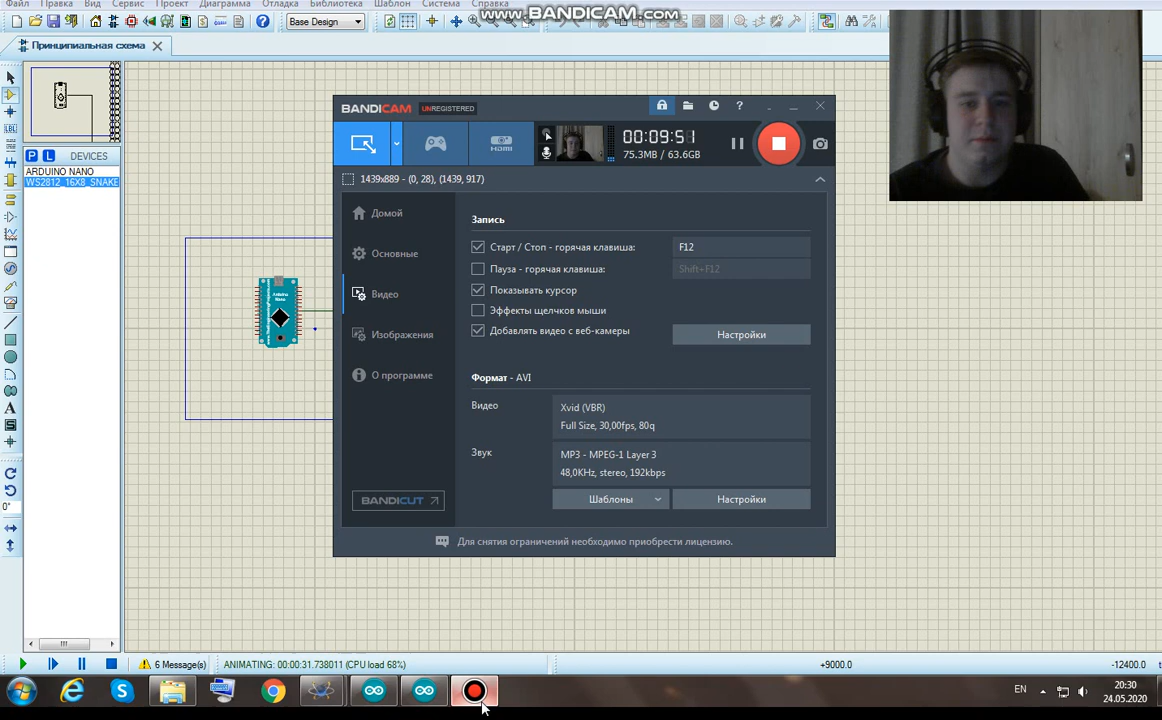 Файл Правка Вид Сервис Проект Диаграмма Отладка Библиотека Шаблон Система Справка
www.BANDICAM.com
Base Design
Принципиальная схема
P L DEVICES
ARDUINO NANO
WS2812_16X8_SNAKE
BANDICAM UNREGISTERED
HDMI
00:09:51
75.3MB / 63.6GB
1439x889 - (0, 28), (1439, 917)
Домой
Основные
Видео
Изображения
О программе
BANDICUT
Запись
Старт / Стоп - горячая клавиша: F12
Пауза - горячая клавиша: Shift+F12
Показывать курсор
Эффекты щелчков мыши
Добавлять видео с веб-камеры Настройки
Формат - AVI
Видео
Xvid (VBR)
Full Size, 30,00fps, 80q
Звук
MP3 - MPEG-1 Layer 3
48,0KHz, stereo, 192kbps
Шаблоны Настройки
Для снятия ограничений необходимо приобрести лицензию.
LBL
A
S
0°
Arduino
Nano
6 Message(s) ANIMATING: 00:00:31.738011 (CPU load 68%) +9000.0 -12400.0 t
EN 20:30
24.05.2020